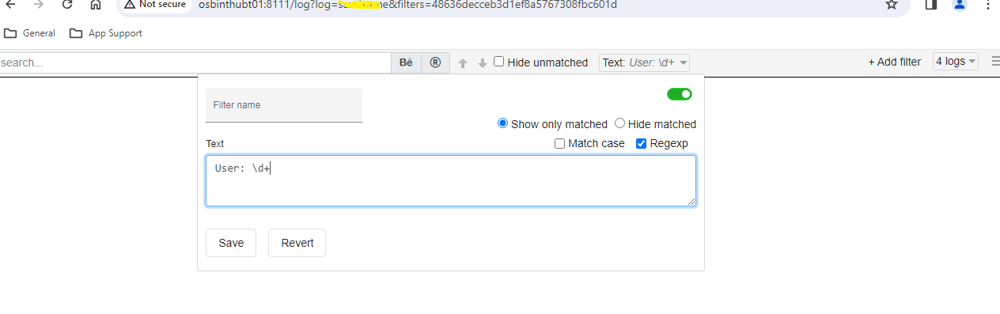 Not secure osbinthubt01:8111/log?log=s
e&filters=48636decceb3d1ef8a5767308fbc601d
General App Support
search... Bē ® Hide unmatched Text: User: \d+ + Add filter 4 logs
Filter name
Show only matched Hide matched
Text Match case Regexp
User: \d+
Save Revert